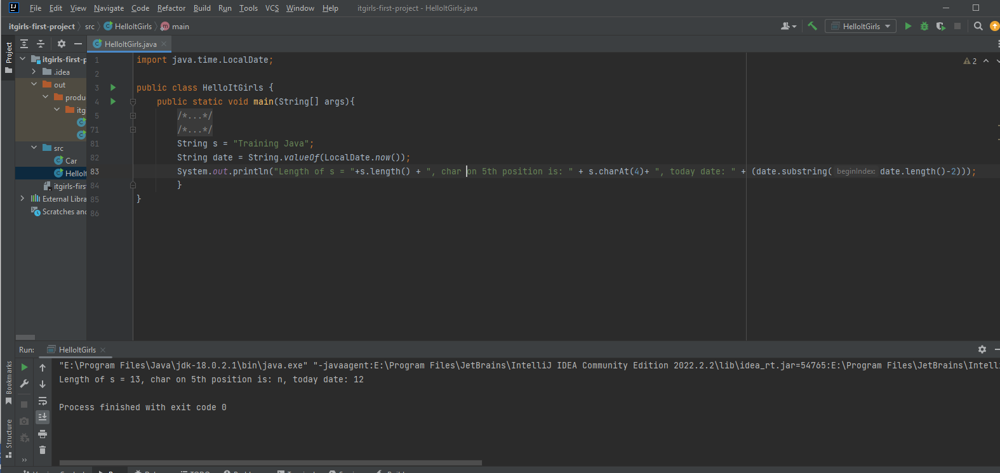 File Edit View Navigate Code Refactor Build Run Tools VCS Window Help itgirls-first-project - HelloItGirls.java
itgirls-first-project src HelloItGirls main HelloItGirls
Project
HelloItGirls.java
itgirls-first-p
.idea
out
produ
itg
src
Car
HelloIt
itgirls-first
External Libra
Scratches and
2
1 import java.time.LocalDate;
2
3 public class HelloItGirls {
4 public static void main(String[] args){
5 /*...*/
71 /*...*/
81 String s = "Training Java";
82 String date = String.valueOf(LocalDate.now());
83 System.out.println("Length of s = "+s.length() + ", char on 5th position is: " + s.charAt(4)+ ", today date: " + (date.substring( beginIndex: date.length()-2)));
84 }
85 }
86
Run: HelloItGirls
"E:\Program Files\Java\jdk-18.0.2.1\bin\java.exe" "-javaagent:E:\Program Files\JetBrains\IntelliJ IDEA Community Edition 2022.2.2\lib\idea_rt.jar=54765:E:\Program Files\JetBrains\Intelli
Length of s = 13, char on 5th position is: n, today date: 12
Process finished with exit code 0
Bookmarks
Structure